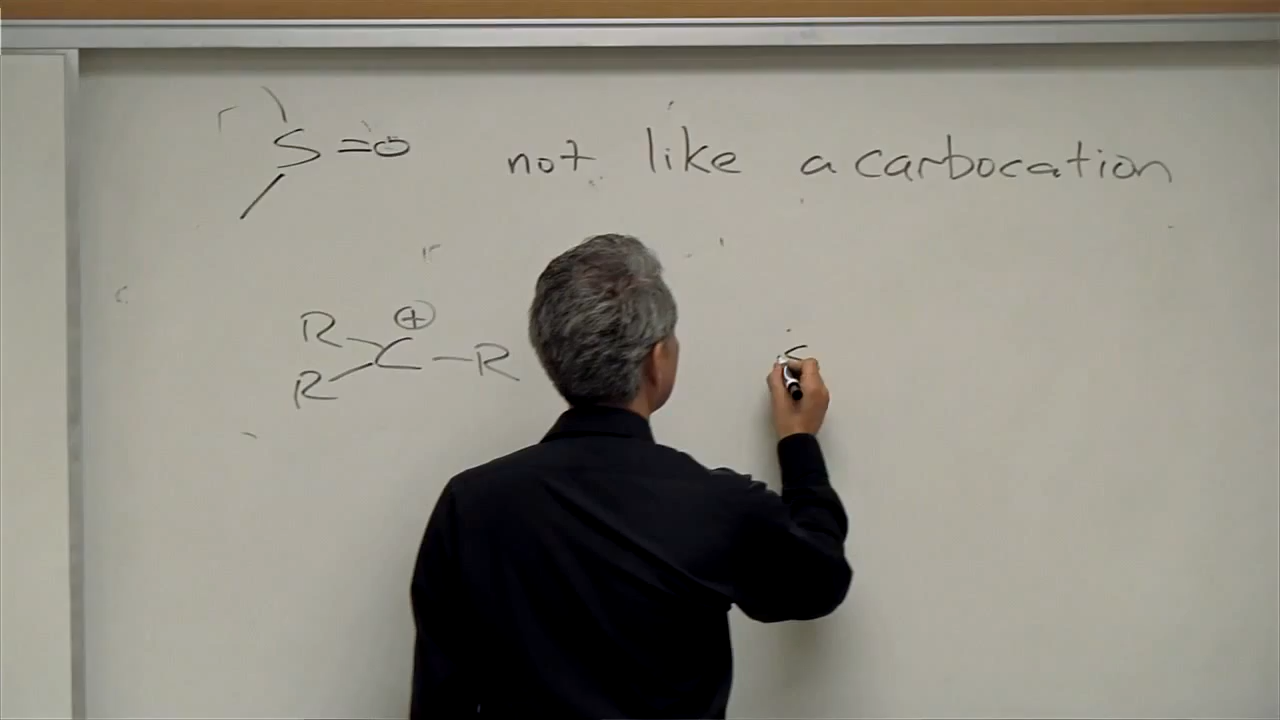 S=O not like a carbocation
R ⊕
C-R
R
S